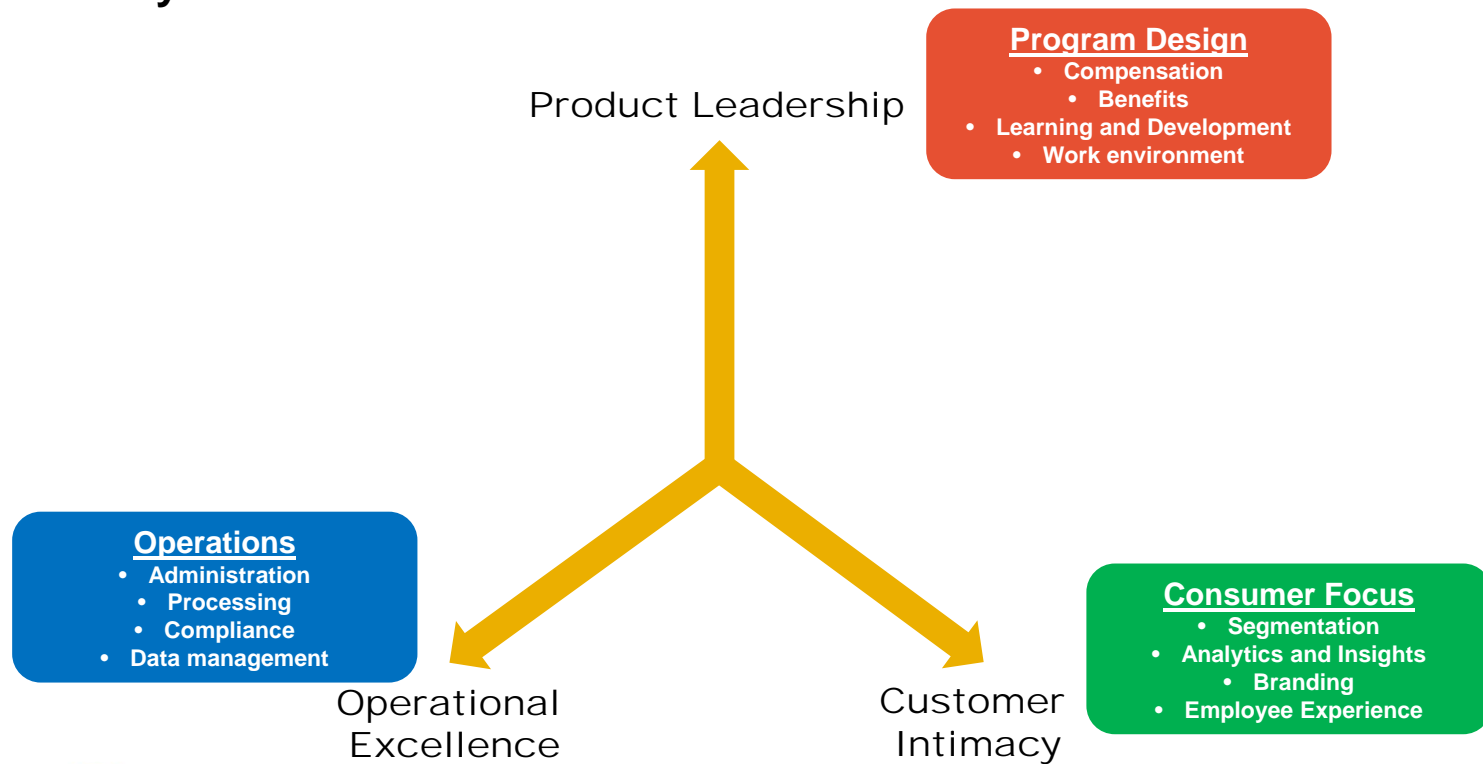 Program Design
• Compensation
• Benefits
• Learning and Development
• Work environment
Product Leadership
Operations
• Administration
• Processing
• Compliance
• Data management
Operational
Excellence
Customer
Intimacy
Consumer Focus
• Segmentation
• Analytics and Insights
• Branding
• Employee Experience